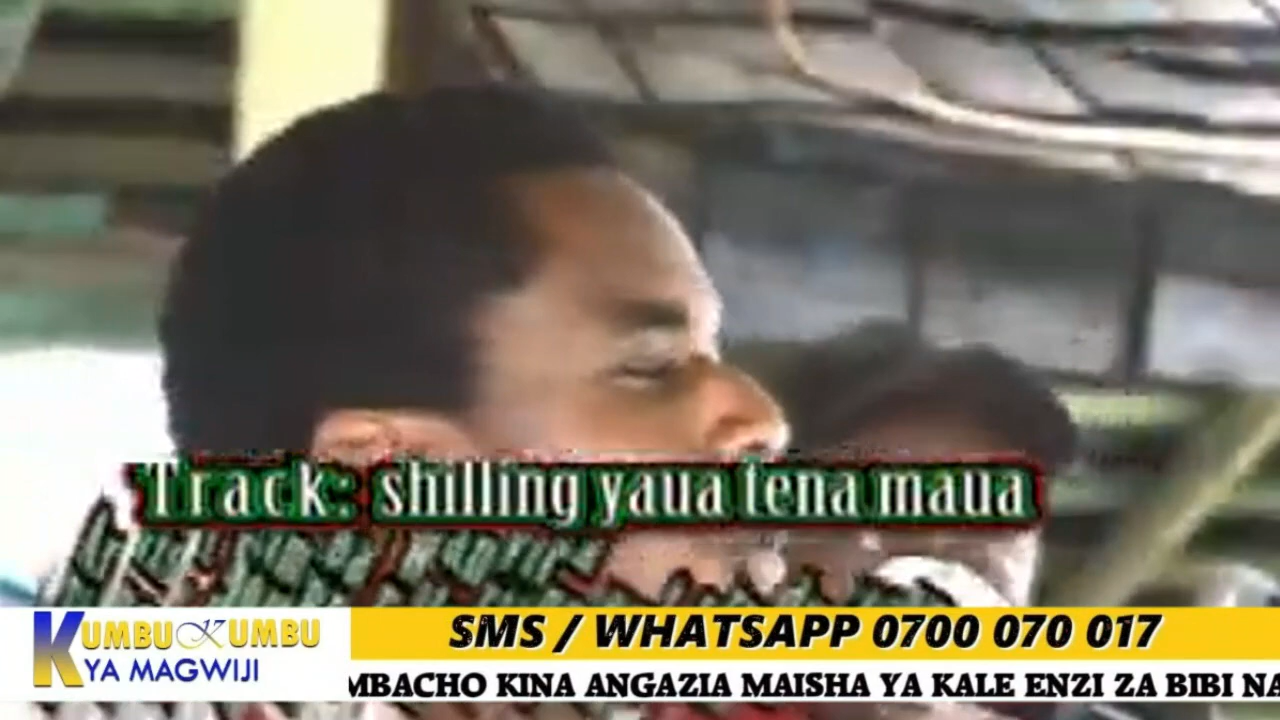 Track: shilling yaua tena maua
KUMBU KUMBU
YA MAGWIJI
SMS / WHATSAPP 0700 070 017
MBACHO KINA ANGAZIA MAISHA YA KALE ENZI ZA BIBI NA